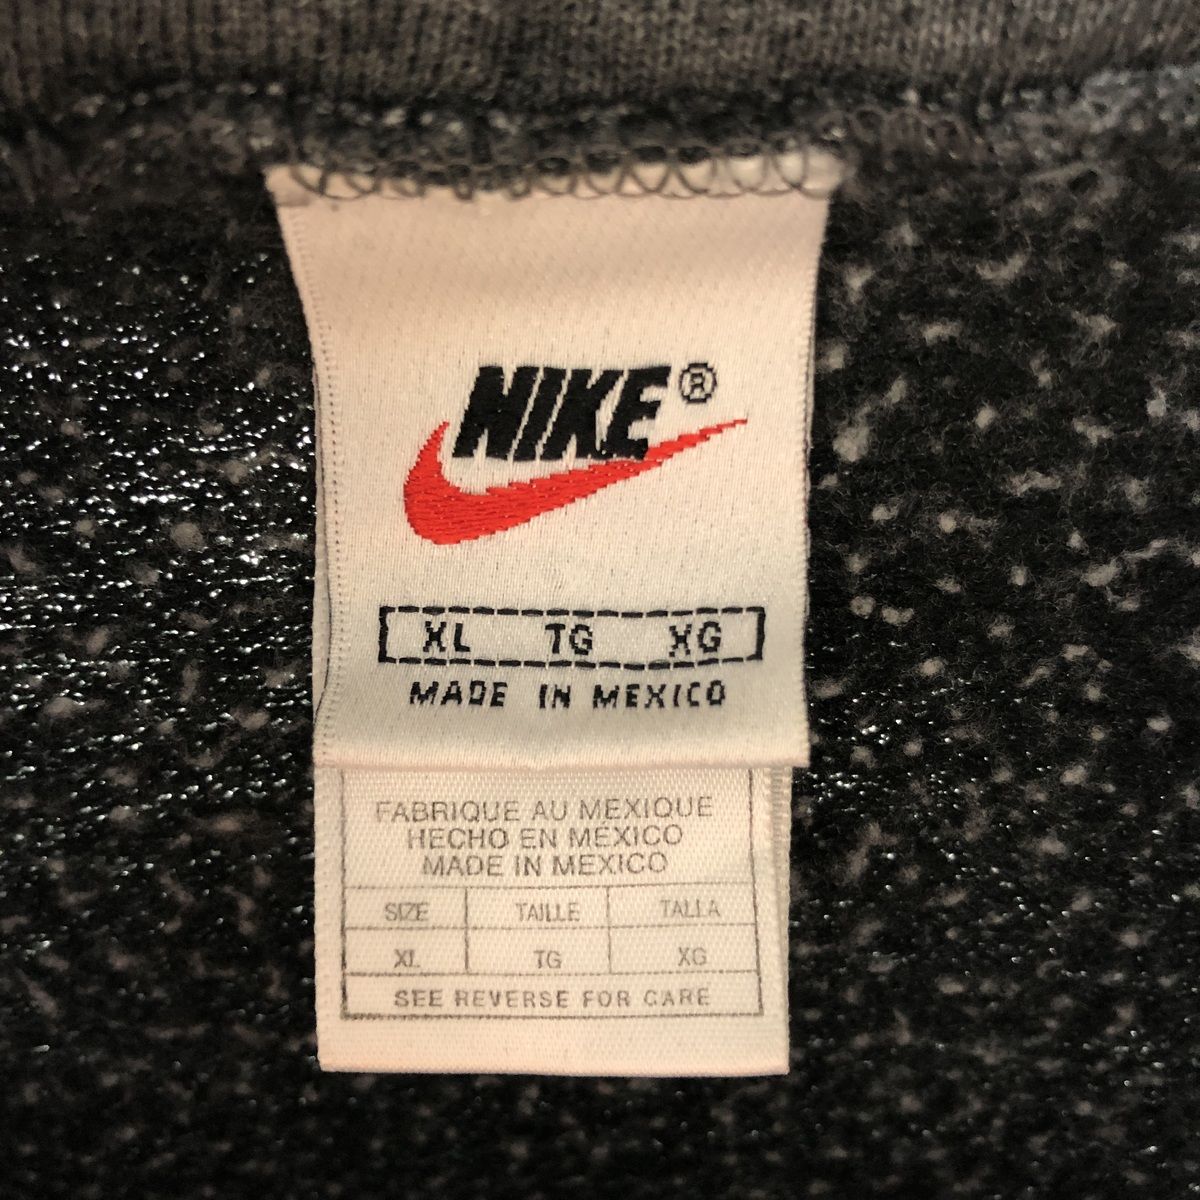 NIKE®
XL TG XG
MADE IN MEXICO
FABRIQUE AU MEXIQUE
HECHO EN MEXICO
MADE IN MEXICO
SIZE TAILLE TALLA
XL TG XG
SEE REVERSE FOR CARE